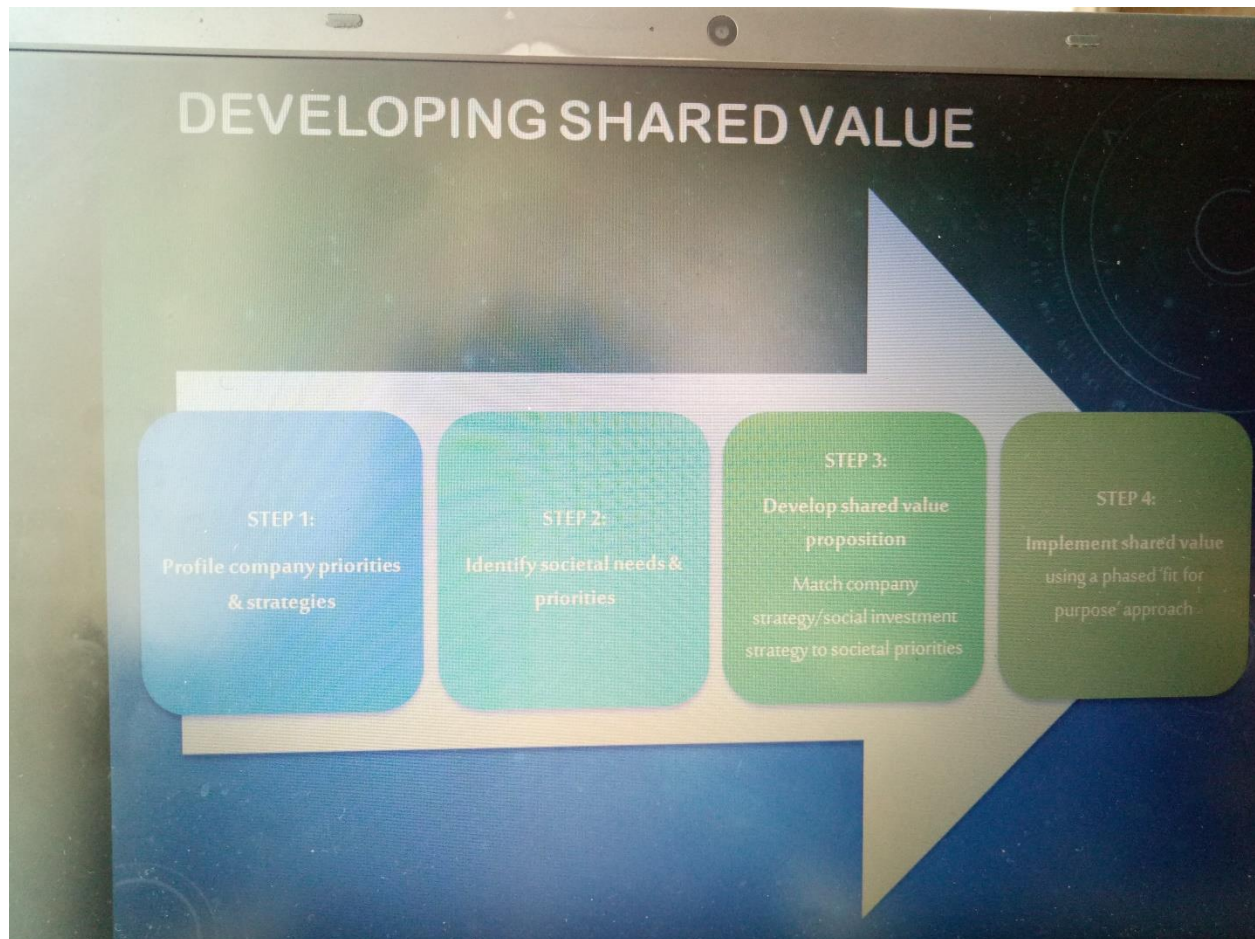 DEVELOPING SHARED VALUE
STEP 1:
Profile company priorities
& strategies
STEP 2:
Identify societal needs &
priorities
STEP 3:
Develop shared value
proposition
Match company
strategy/social investment
strategy to societal priorities
STEP 4:
Implement shared value
using a phased 'fit for
purpose' approach